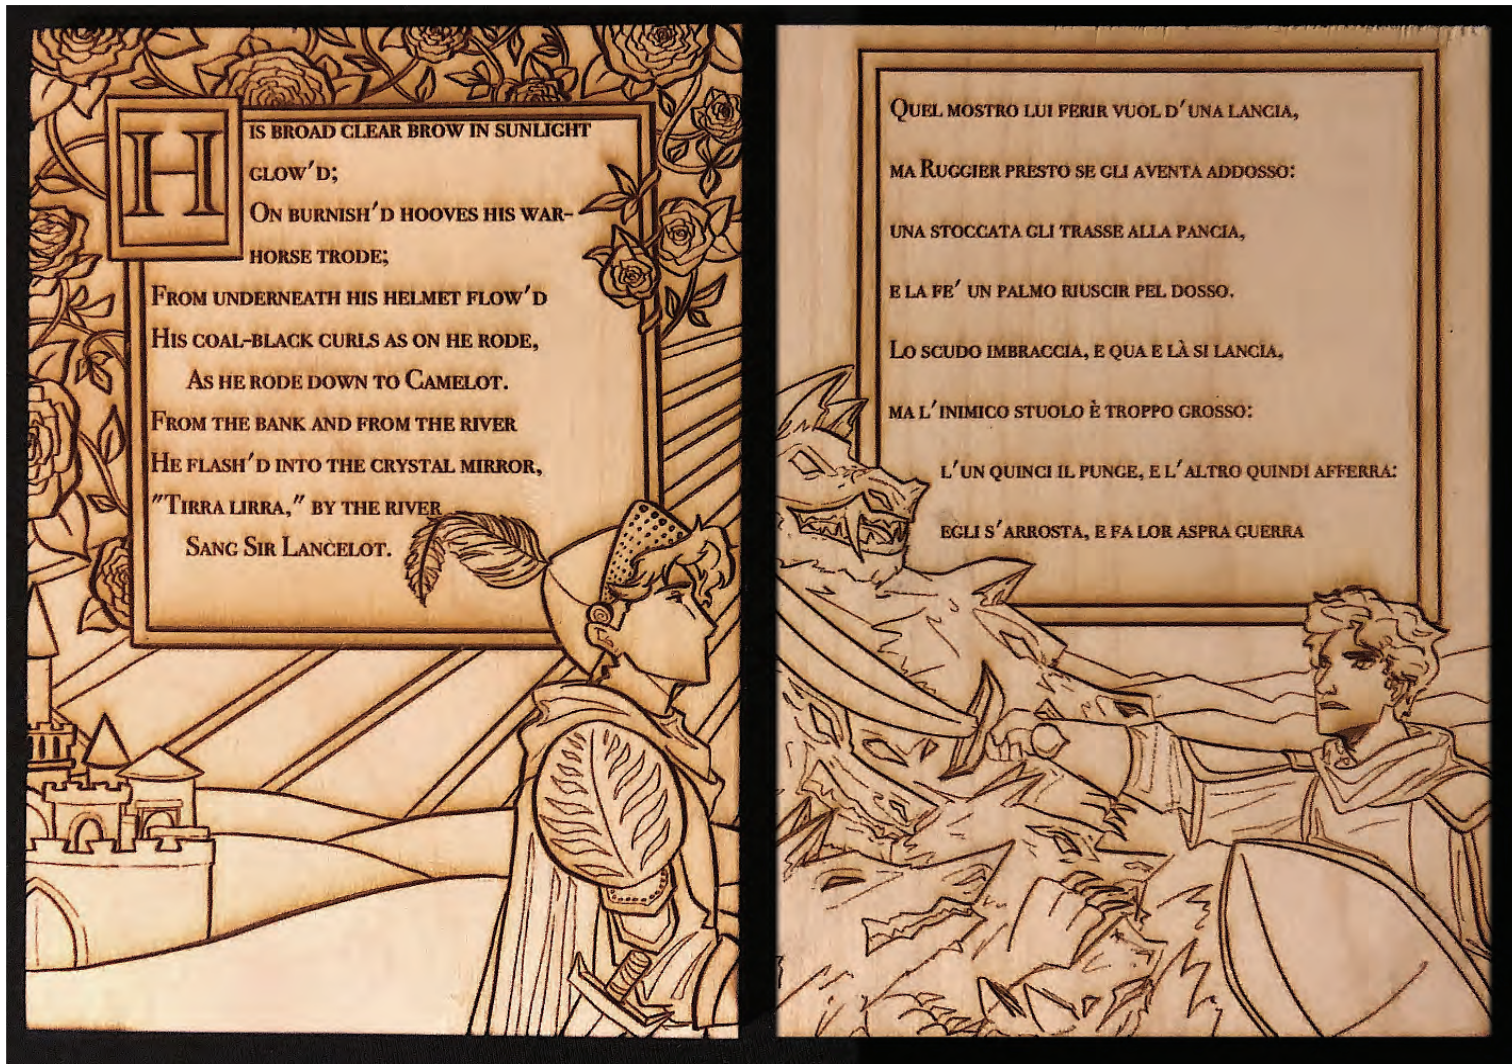 HIS BROAD CLEAR BROW IN SUNLIGHT
GLOW'D;
ON BURNISH'D HOOVES HIS WAR-
HORSE TRODE;
FROM UNDERNEATH HIS HELMET FLOW'D
HIS COAL-BLACK CURLS AS ON HE RODE,
AS HE RODE DOWN TO CAMELOT.
FROM THE BANK AND FROM THE RIVER
HE FLASH'D INTO THE CRYSTAL MIRROR,
"TIRRA LIRRA," BY THE RIVER
SANG SIR LANCELOT.
QUEL MOSTRO LUI FERIR VUOL D'UNA LANCIA,
MA RUGGIER PRESTO SE GLI AVENTA ADDOSSO:
UNA STOCCATA GLI TRASSE ALLA PANCIA,
E LA FE' UN PALMO RIUSCIR PEL DOSSO.
LO SCUDO IMBRACCIA, E QUA E LÀ SI LANCIA,
MA L'INIMICO STUOLO È TROPPO GROSSO:
L'UN QUINCI IL PUNGE, E L'ALTRO QUINDI AFFERRA:
EGLI S'ARROSTA, E FA LOR ASPRA GUERRA